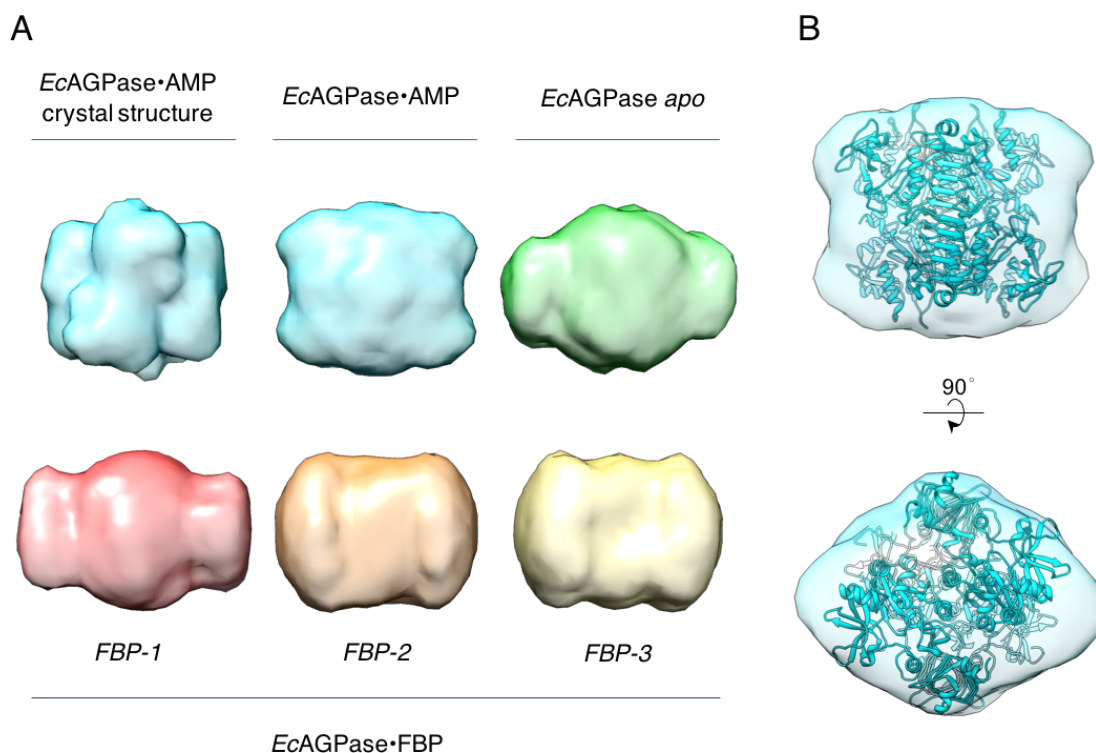 A
B
EcAGPase•AMP
crystal structure
EcAGPase•AMP
EcAGPase apo
90°
FBP-1
FBP-2
FBP-3
EcAGPase•FBP